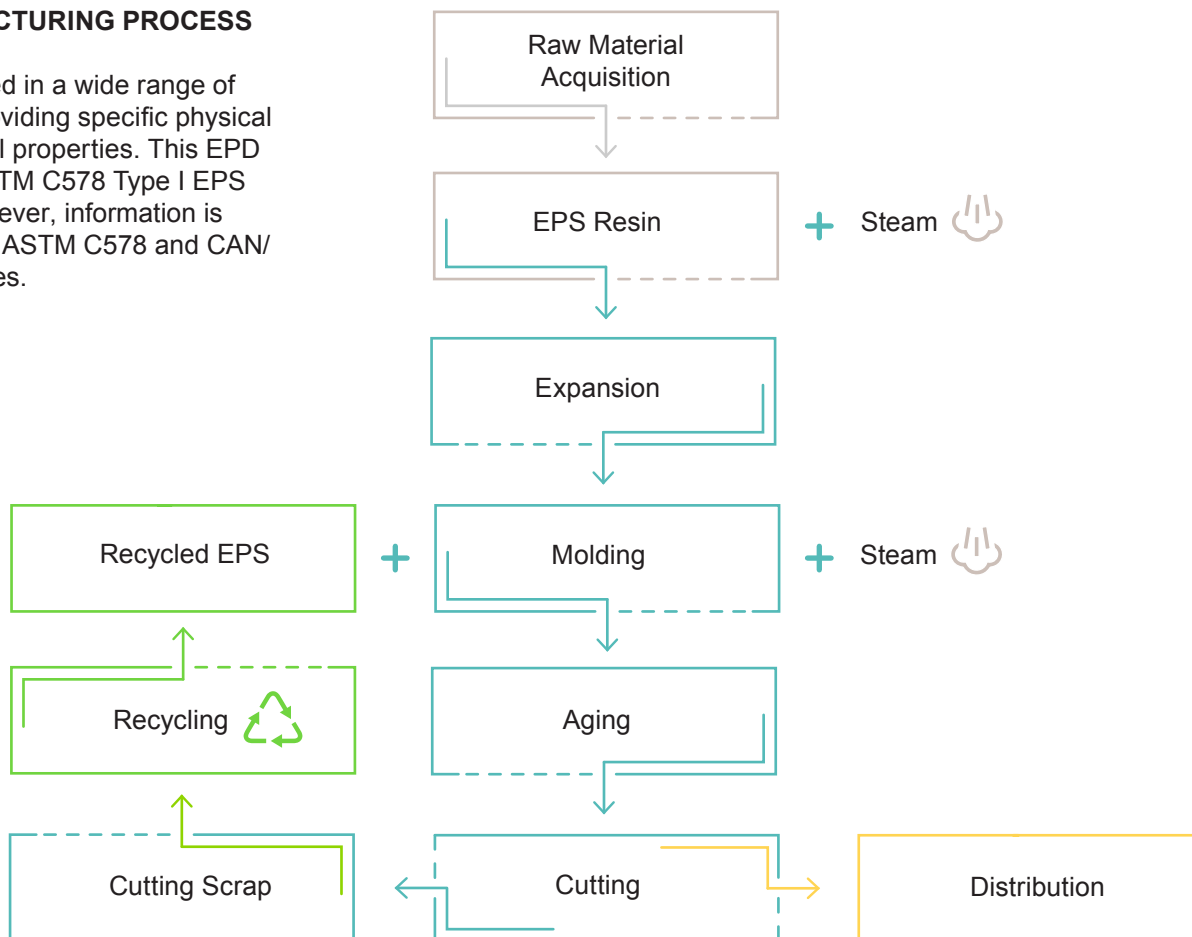 CTURING PROCESS
ed in a wide range of
viding specific physical
l properties. This EPD
TM C578 Type I EPS
ever, information is
ASTM C578 and CAN/
es.
Raw Material
Acquisition
EPS Resin
+ Steam
Expansion
Recycled EPS
+
Molding
+ Steam
Recycling
Aging
Cutting Scrap
Cutting
Distribution